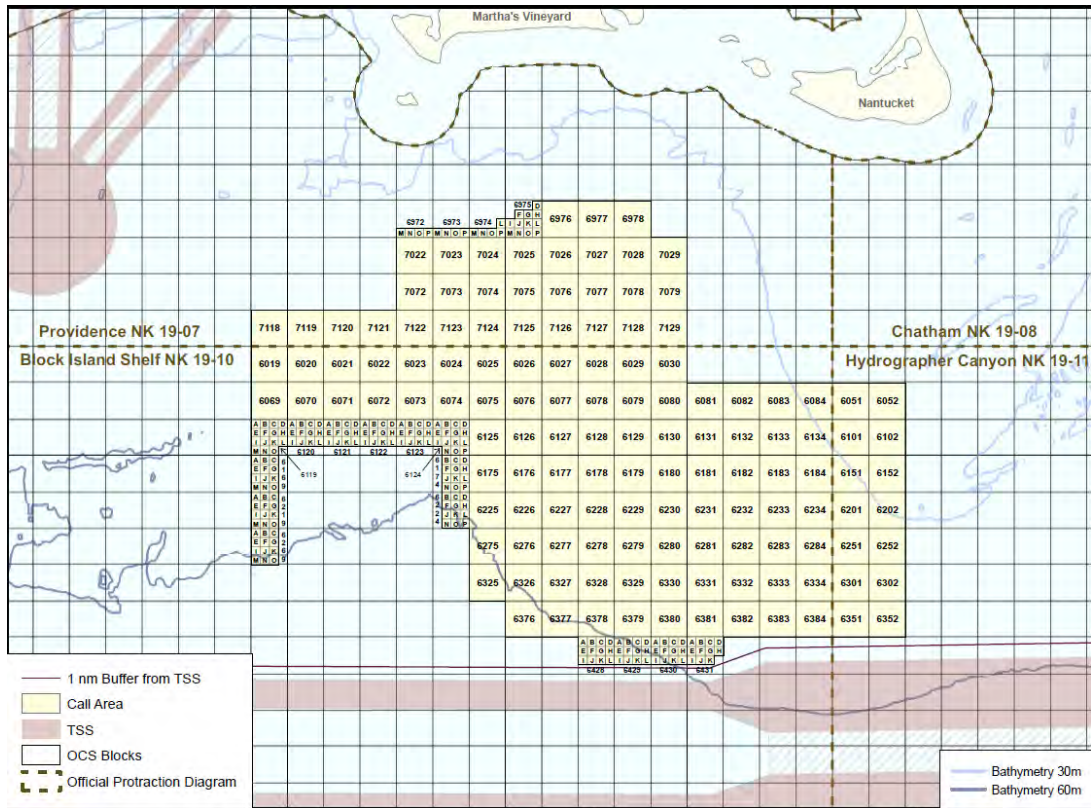 Martha's Vineyard
Nantucket
6975 D
6972 6973 6974 L I J K L
F G H
M N O P M N O P M N O P M N O P
6976 6977 6978
7022 7023 7024 7025 7026 7027 7028 7029
7072 7073 7074 7075 7076 7077 7078 7079
7118 7119 7120 7121 7122 7123 7124 7125 7126 7127 7128 7129
Providence NK 19-07
Chatham NK 19-08
Block Island Shelf NK 19-10
Hydrographer Canyon NK 19-11
6019 6020 6021 6022 6023 6024 6025 6026 6027 6028 6029 6030
6069 6070 6071 6072 6073 6074 6075 6076 6077 6078 6079 6080 6081 6082 6083 6084 6051 6052
A B C D A B C D A B C D A B C D A B C D A B C D
E F G H E F G H E F G H E F G H E F G H E F G H
I J K L I J K L I J K L I J K L I J K L I J K L
M N O 6120 6121 6122 6123 N O P
6119 6124
6125 6126 6127 6128 6129 6130 6131 6132 6133 6134 6101 6102
A B C
E F G
I J K
M N O
6169
B C D
F G H
J K L
N O P
6174
6175 6176 6177 6178 6179 6180 6181 6182 6183 6184 6151 6152
A B C
E F G
I J K
M N O
6219
B C D
F G H
J K L
N O P
6224
6225 6226 6227 6228 6229 6230 6231 6232 6233 6234 6201 6202
A B C
E F G
I J K
M N O
6269
6275 6276 6277 6278 6279 6280 6281 6282 6283 6284 6251 6252
6325 6326 6327 6328 6329 6330 6331 6332 6333 6334 6301 6302
6376 6377 6378 6379 6380 6381 6382 6383 6384 6351 6352
A B C D A B C D A B C D A B C D
E F G H E F G H E F G H E F G H
I J K L I J K L I J K L I J K
6428 6429 6430 6431
1 nm Buffer from TSS
Call Area
TSS
OCS Blocks
Official Protraction Diagram
Bathymetry 30m
Bathymetry 60m